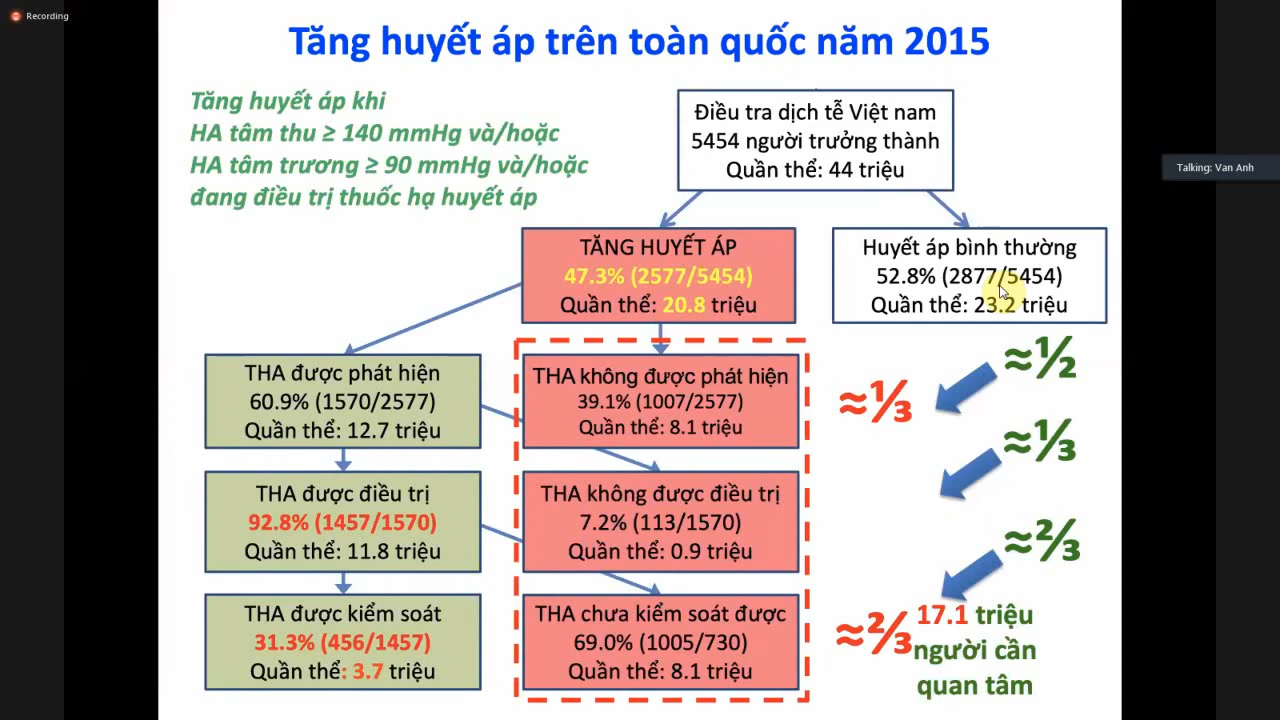 Recording
Tăng huyết áp trên toàn quốc năm 2015
Tăng huyết áp khi
HA tâm thu ≥ 140 mmHg và/hoặc
HA tâm trương ≥ 90 mmHg và/hoặc
đang điều trị thuốc hạ huyết áp
Điều tra dịch tễ Việt nam
5454 người trưởng thành
Quần thể: 44 triệu
Talking: Van Anh
TĂNG HUYẾT ÁP
47.3% (2577/5454)
Quần thể: 20.8 triệu
Huyết áp bình thường
52.8% (2877/5454)
Quần thể: 23.2 triệu
THA được phát hiện
60.9% (1570/2577)
Quần thể: 12.7 triệu
THA không được phát hiện
39.1% (1007/2577)
Quần thể: 8.1 triệu
≈⅓
≈½
≈⅓
THA được điều trị
92.8% (1457/1570)
Quần thể: 11.8 triệu
THA không được điều trị
7.2% (113/1570)
Quần thể: 0.9 triệu
≈⅔
THA được kiểm soát
31.3% (456/1457)
Quần thể: 3.7 triệu
THA chưa kiểm soát được
69.0% (1005/730)
Quần thể: 8.1 triệu
≈⅔
17.1 triệu
người cần
quan tâm